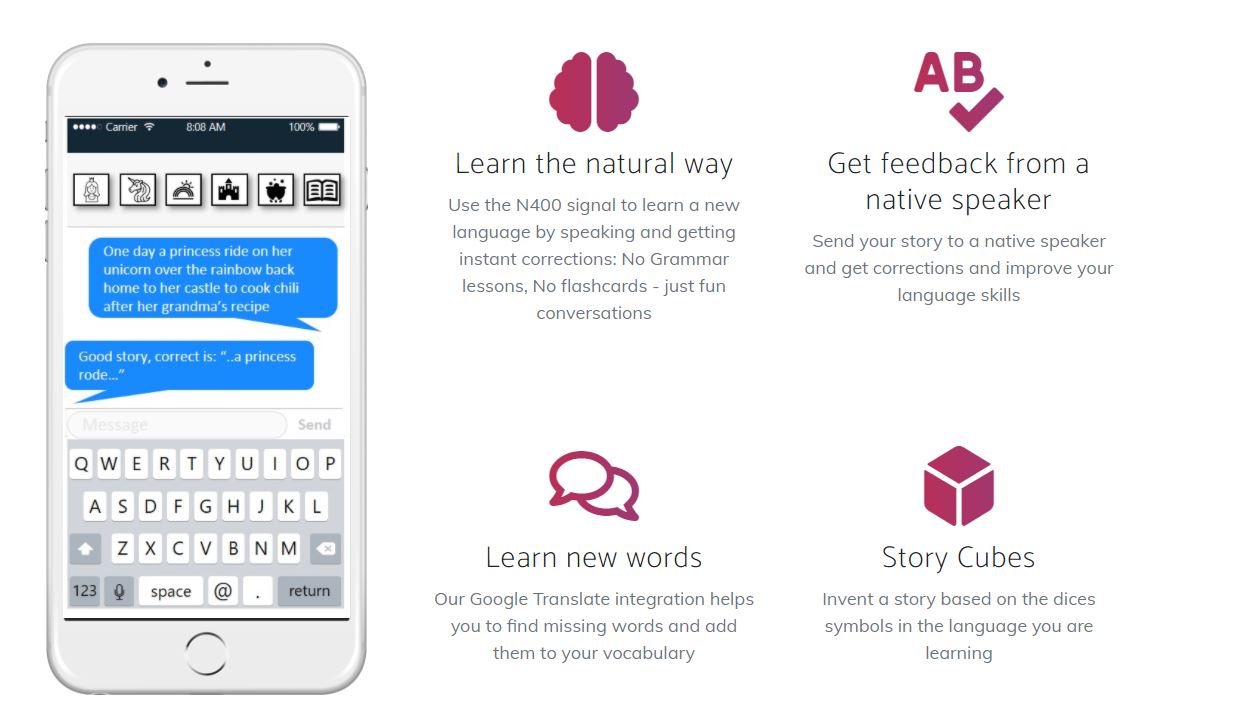 Carrier 8:08 AM 100%
One day a princess ride on her
unicorn over the rainbow back
home to her castle to cook chili
after her grandma's recipe
Good story, correct is: "..a princess
rode..."
Message Send
Q W E R T Y U I O P
A S D F G H J K L
Z X C V B N M
123 space @ . return
Learn the natural way
Use the N400 signal to learn a new
language by speaking and getting
instant corrections: No Grammar
lessons, No flashcards - just fun
conversations
AB
Get feedback from a
native speaker
Send your story to a native speaker
and get corrections and improve your
language skills
Learn new words
Our Google Translate integration helps
you to find missing words and add
them to your vocabulary
Story Cubes
Invent a story based on the dices
symbols in the language you are
learning